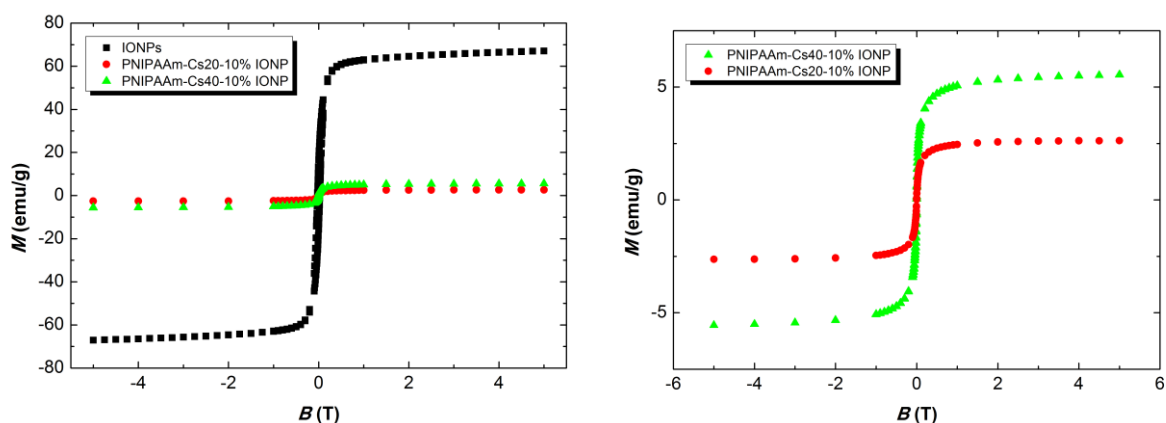 80
60
40
20
0
-20
-40
-60
-80
M (emu/g)
IONPs
PNIPAAm-Cs20-10% IONP
PNIPAAm-Cs40-10% IONP
-4
-2
0
2
4
B (T)
5
0
-5
M (emu/g)
PNIPAAm-Cs40-10% IONP
PNIPAAm-Cs20-10% IONP
-6
-4
-2
0
2
4
6
B (T)